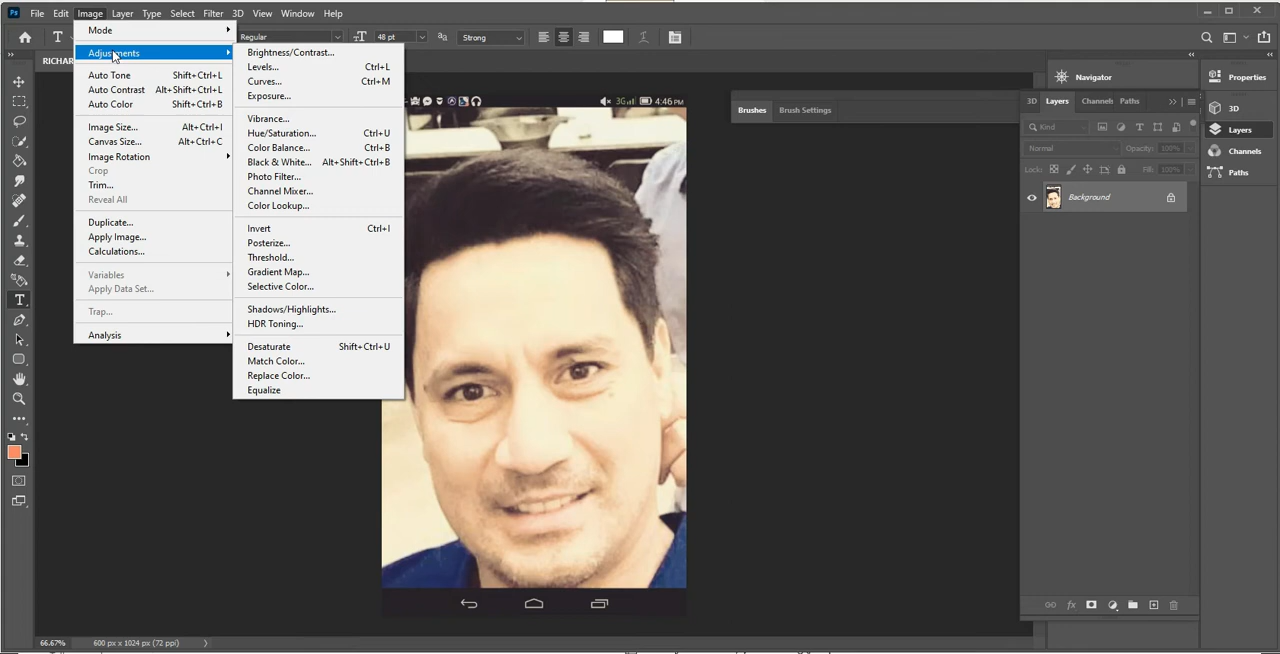 Ps File Edit Image Layer Type Select Filter 3D View Window Help
T Regular 48 pt Strong
Mode
Adjustments
Auto Tone Shift+Ctrl+L
Auto Contrast Alt+Shift+Ctrl+L
Auto Color Shift+Ctrl+B
Image Size... Alt+Ctrl+I
Canvas Size... Alt+Ctrl+C
Image Rotation
Crop
Trim...
Reveal All
Duplicate...
Apply Image...
Calculations...
Variables
Apply Data Set...
Trap...
Analysis
Brightness/Contrast...
Levels... Ctrl+L
Curves... Ctrl+M
Exposure...
Vibrance...
Hue/Saturation... Ctrl+U
Color Balance... Ctrl+B
Black & White... Alt+Shift+Ctrl+B
Photo Filter...
Channel Mixer...
Color Lookup...
Invert Ctrl+I
Posterize...
Threshold...
Gradient Map...
Selective Color...
Shadows/Highlights...
HDR Toning...
Desaturate Shift+Ctrl+U
Match Color...
Replace Color...
Equalize
3G 4:46 PM
Brushes Brush Settings
Navigator
3D Layers Channels Paths
Kind
Normal Opacity: 100%
Lock: Fill: 100%
Background
Properties
3D
Layers
Channels
Paths
66.67% 600 px x 1024 px (72 ppi)